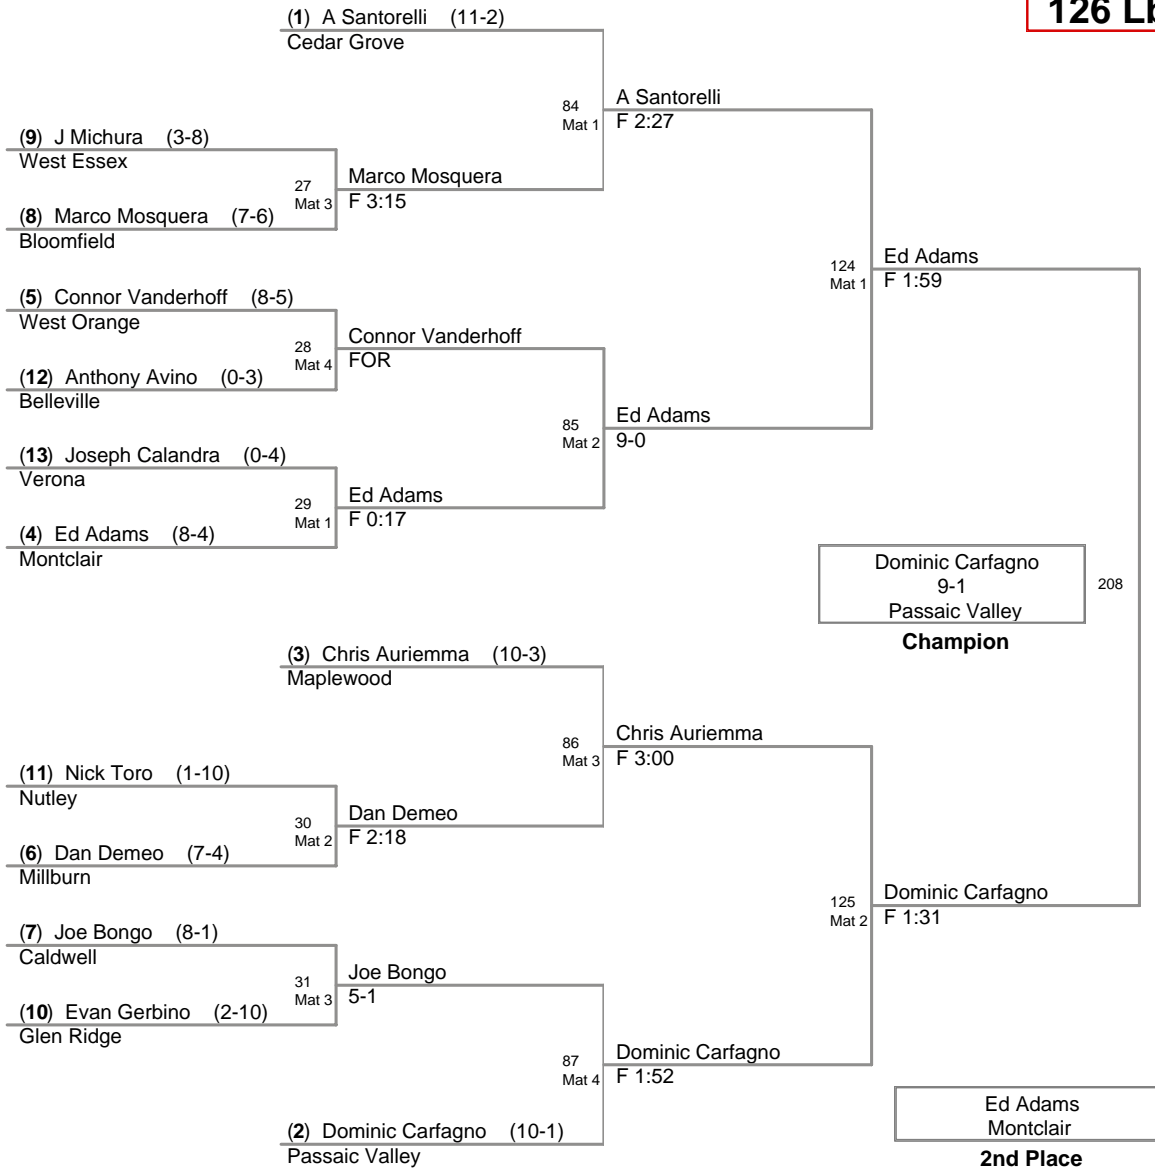 126 Lb
(1) A Santorelli (11-2)
Cedar Grove
84
Mat 1
A Santorelli
F 2:27
(9) J Michura (3-8)
West Essex
27
Mat 3
Marco Mosquera
F 3:15
(8) Marco Mosquera (7-6)
Bloomfield
124
Mat 1
Ed Adams
F 1:59
(5) Connor Vanderhoff (8-5)
West Orange
28
Mat 4
Connor Vanderhoff
FOR
(12) Anthony Avino (0-3)
Belleville
85
Mat 2
Ed Adams
9-0
(13) Joseph Calandra (0-4)
Verona
29
Mat 1
Ed Adams
F 0:17
(4) Ed Adams (8-4)
Montclair
Dominic Carfagno
9-1
Passaic Valley
208
Champion
(3) Chris Auriemma (10-3)
Maplewood
86
Mat 3
Chris Auriemma
F 3:00
(11) Nick Toro (1-10)
Nutley
30
Mat 2
Dan Demeo
F 2:18
(6) Dan Demeo (7-4)
Millburn
125
Mat 2
Dominic Carfagno
F 1:31
(7) Joe Bongo (8-1)
Caldwell
31
Mat 3
Joe Bongo
5-1
(10) Evan Gerbino (2-10)
Glen Ridge
87
Mat 4
Dominic Carfagno
F 1:52
(2) Dominic Carfagno (10-1)
Passaic Valley
Ed Adams
Montclair
2nd Place